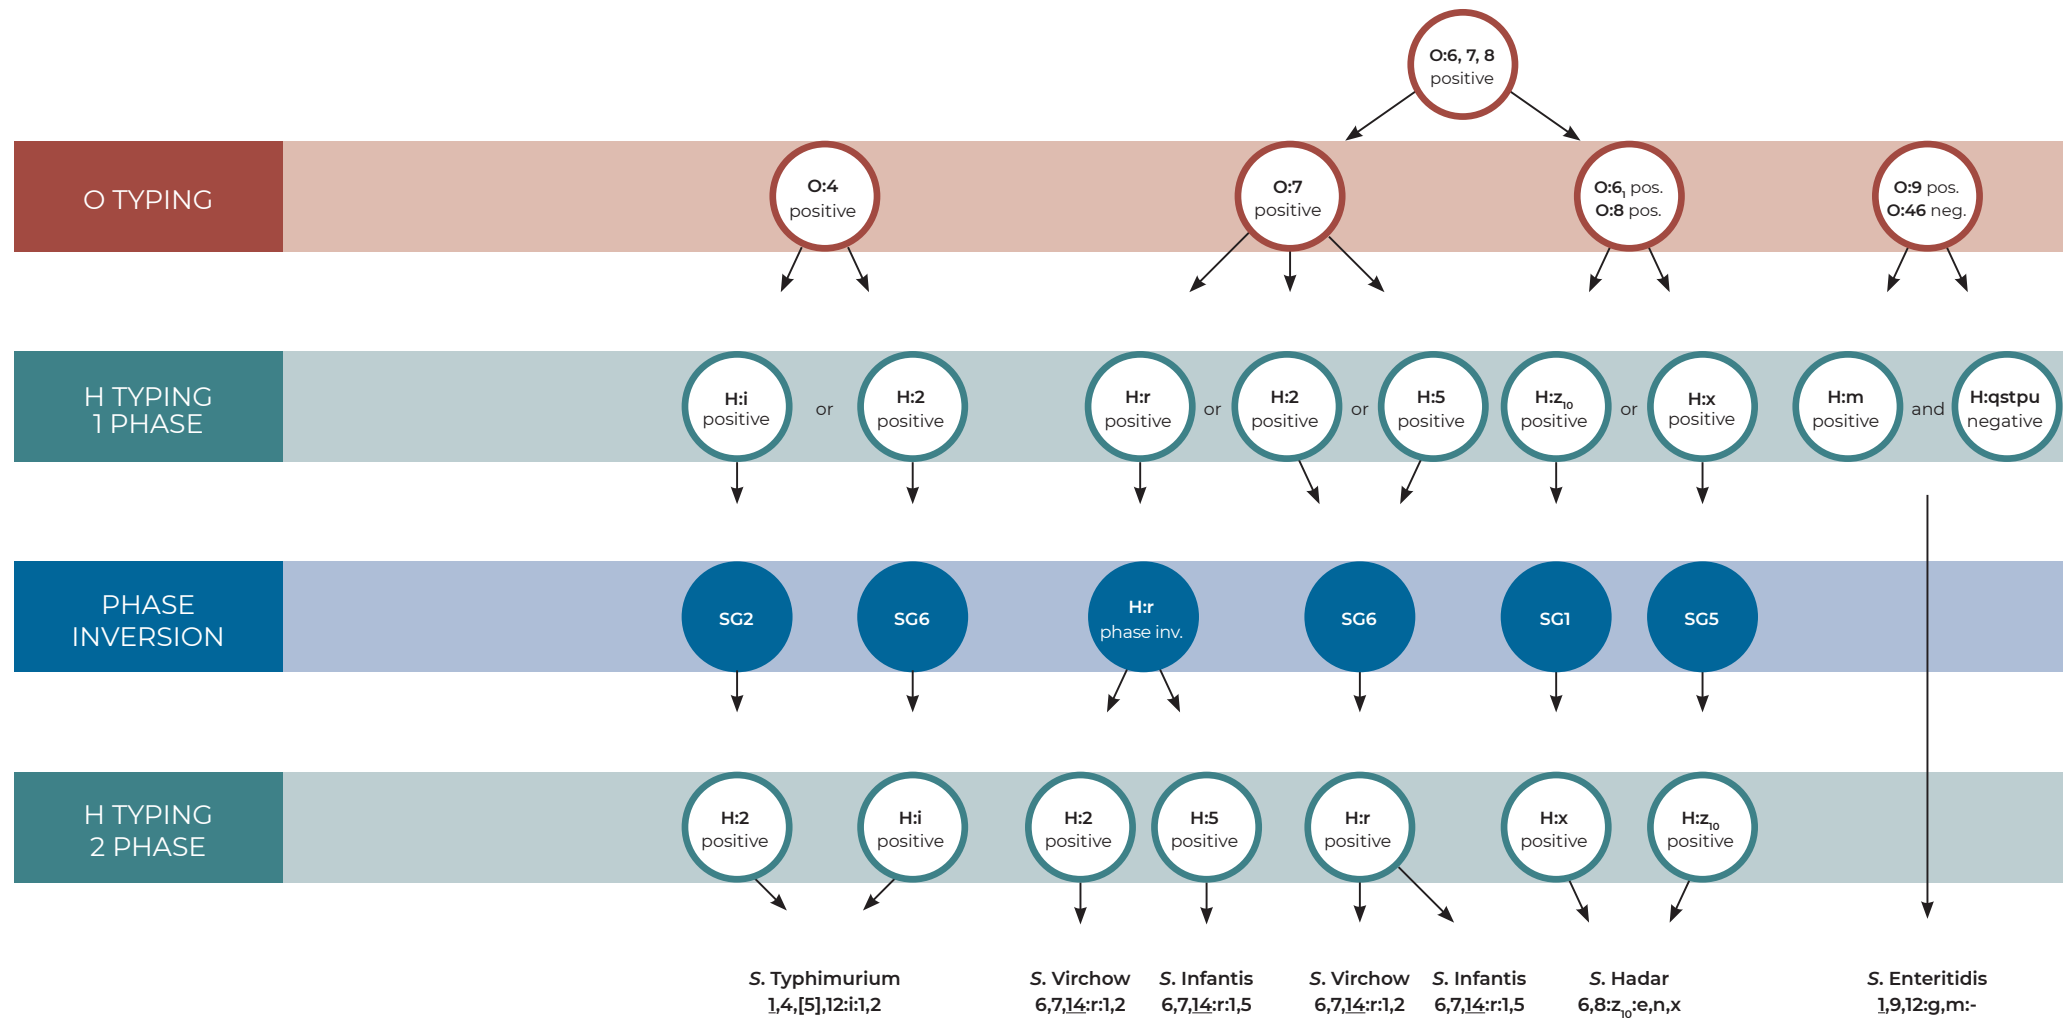 O:6, 7, 8
positive
O TYPING
O:4
positive
O:7
positive
O:6₁ pos.
O:8 pos.
O:9 pos.
O:46 neg.
H TYPING
1 PHASE
H:i
positive
or
H:2
positive
H:r
positive
or
H:2
positive
or
H:5
positive
H:z₁₀
positive
or
H:x
positive
H:m
positive
and
H:qstpu
negative
PHASE
INVERSION
SG2
SG6
H:r
phase inv.
SG6
SG1
SG5
H TYPING
2 PHASE
H:2
positive
H:i
positive
H:2
positive
H:5
positive
H:r
positive
H:x
positive
H:z₁₀
positive
S. Typhimurium
1,4,[5],12:i:1,2
S. Virchow
6,7,14:r:1,2
S. Infantis
6,7,14:r:1,5
S. Virchow
6,7,14:r:1,2
S. Infantis
6,7,14:r:1,5
S. Hadar
6,8:z₁₀:e,n,x
S. Enteritidis
1,9,12:g,m:-